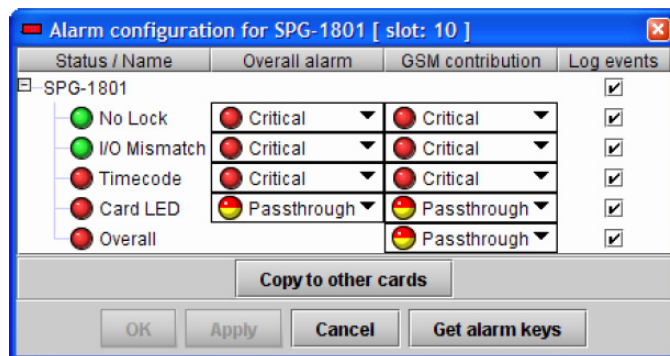 Alarm configuration for SPG-1801 [ slot: 10 ]
Status / Name Overall alarm GSM contribution Log events
SPG-1801
No Lock Critical Critical
I/O Mismatch Critical Critical
Timecode Critical Critical
Card LED Passthrough Passthrough
Overall Passthrough
Copy to other cards
OK Apply Cancel Get alarm keys